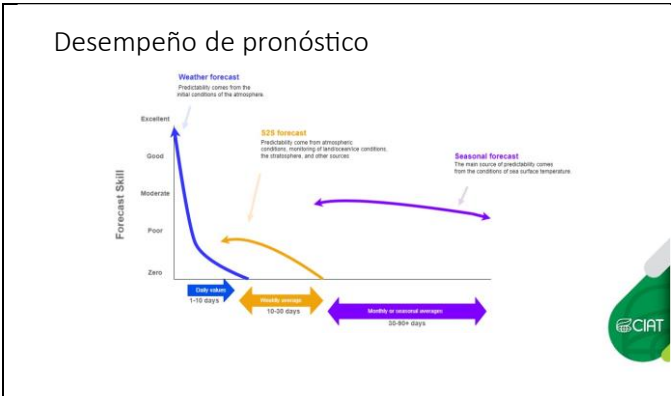 Desempeño de pronóstico
Weather forecast
Predictability comes from the
initial conditions of the atmosphere.
Excellent
S2S forecast
Predictability come from atmospheric
conditions, monitoring of land/ocean/ice conditions,
the stratosphere, and other sources
Good
Seasonal forecast
The main source of predictability comes
from the conditions of sea surface temperature.
Moderate
Forecast Skill
Poor
Zero
Daily values
Weekly average
Monthly or seasonal averages
1-10 days
10-30 days
30-90+ days
CIAT